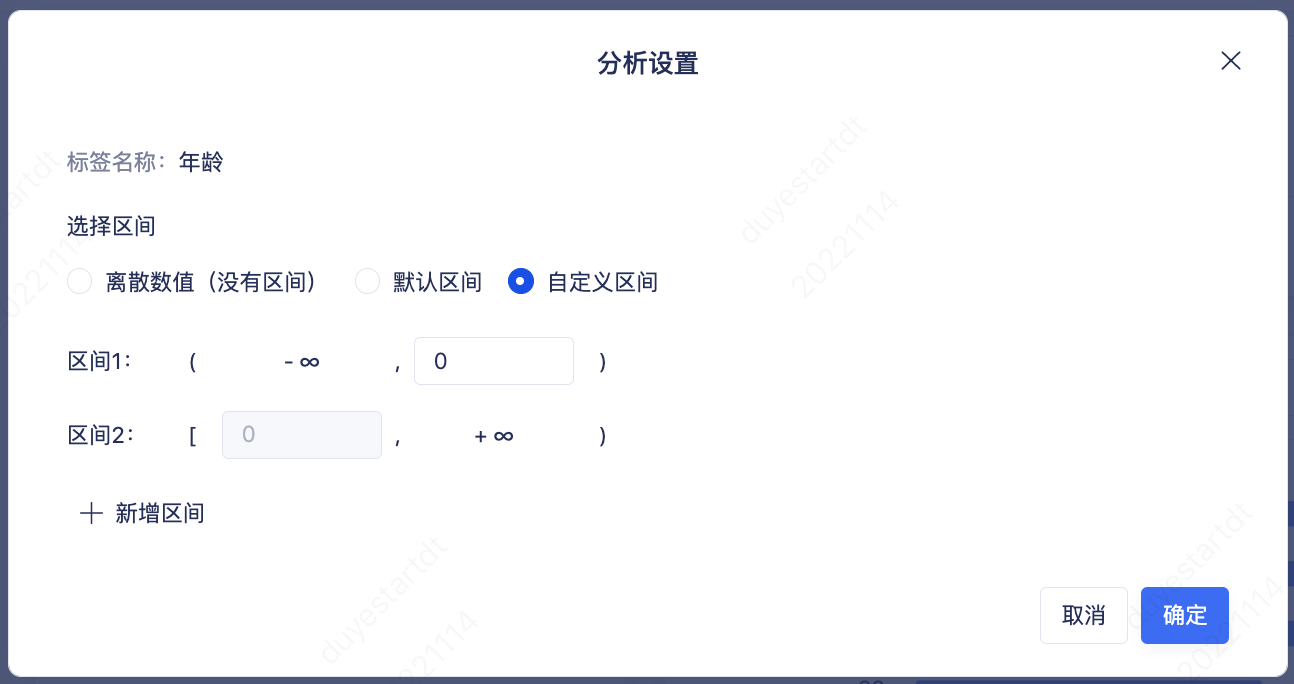 分析设置
标签名称：年龄
选择区间
离散数值（没有区间） 默认区间 自定义区间
区间1： ( - ∞ , 0 )
区间2： [ 0 , + ∞ )
新增区间
取消 确定
duyestartdt
20221114
duyestartdt
20221114
duyestartdt
20221114
duyestartdt
20221114